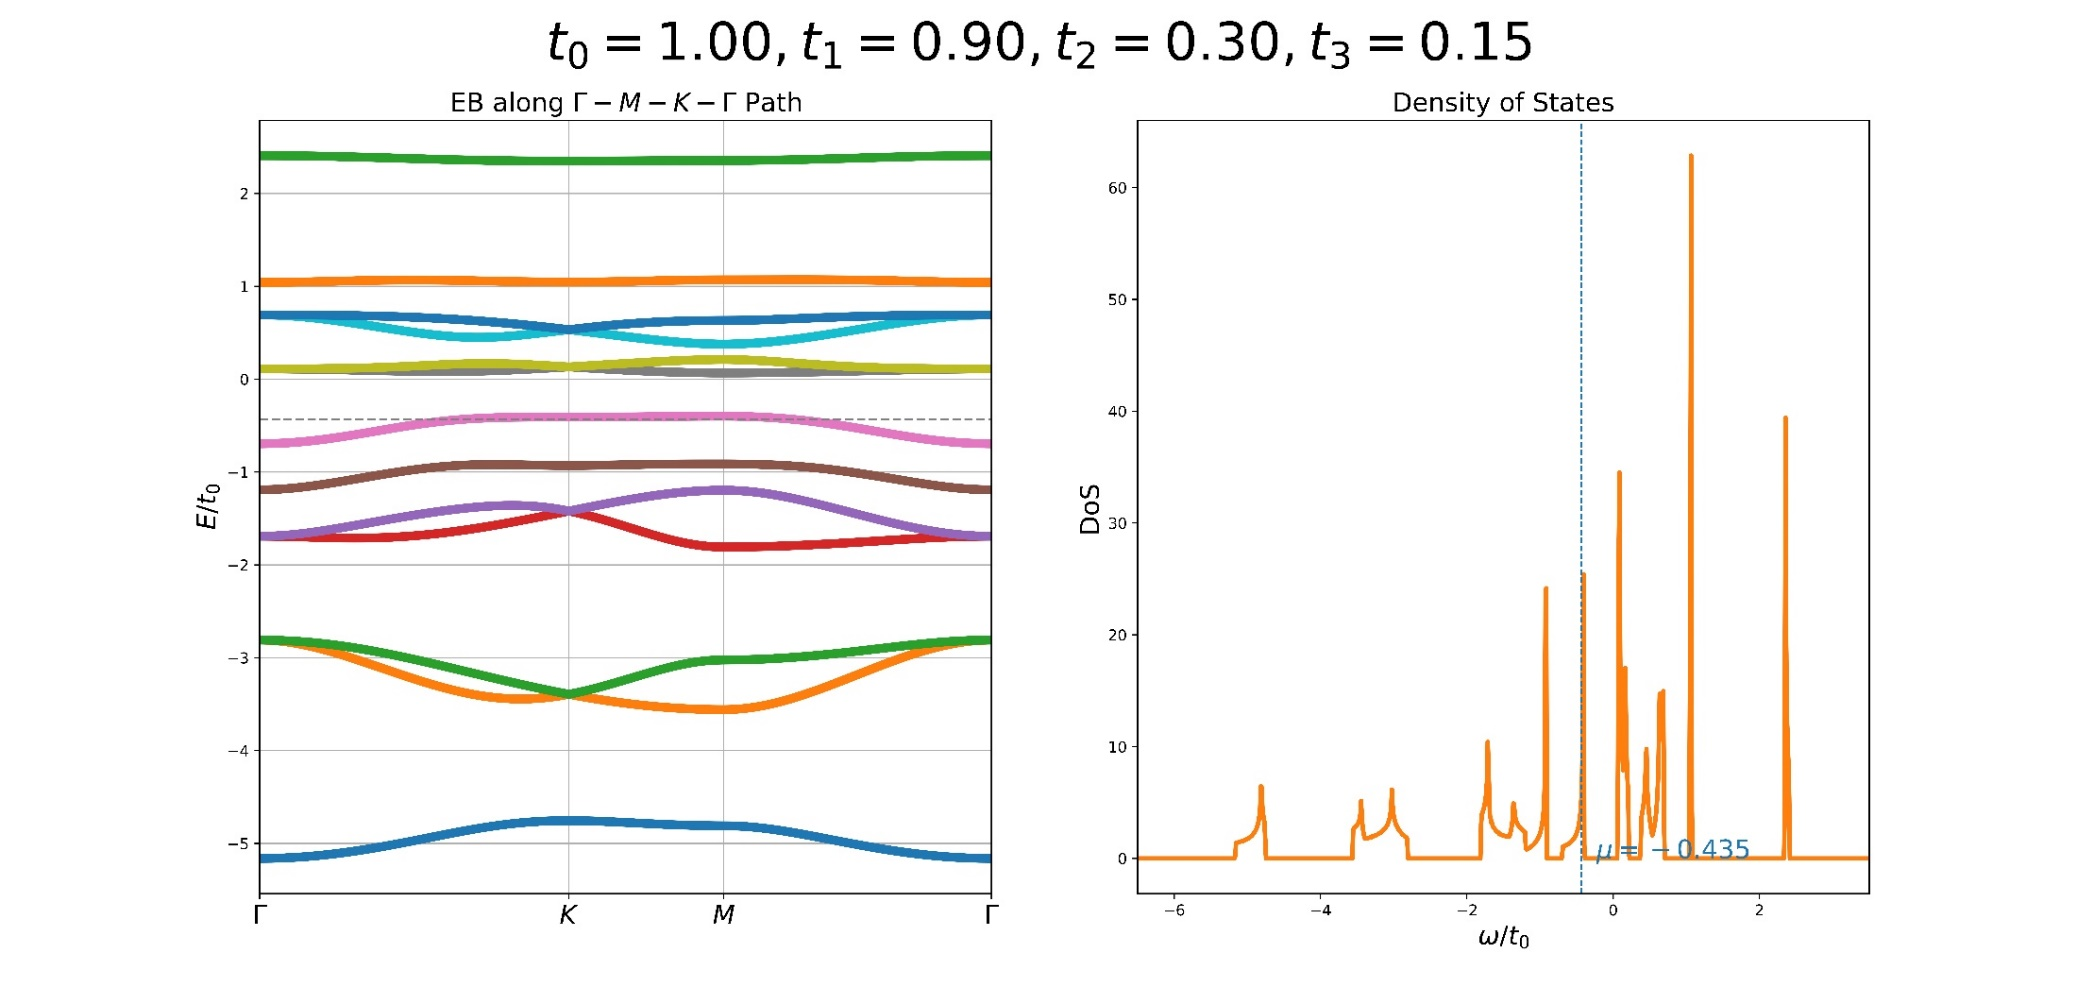 t₀ = 1.00, t₁ = 0.90, t₂ = 0.30, t₃ = 0.15
EB along Γ − M − K − Γ Path
E/t₀
2
1
0
−1
−2
−3
−4
−5
Γ
K
M
Γ
Density of States
DoS
60
50
40
30
20
10
0
μ = − 0.435
−6
−4
−2
0
2
ω/t₀